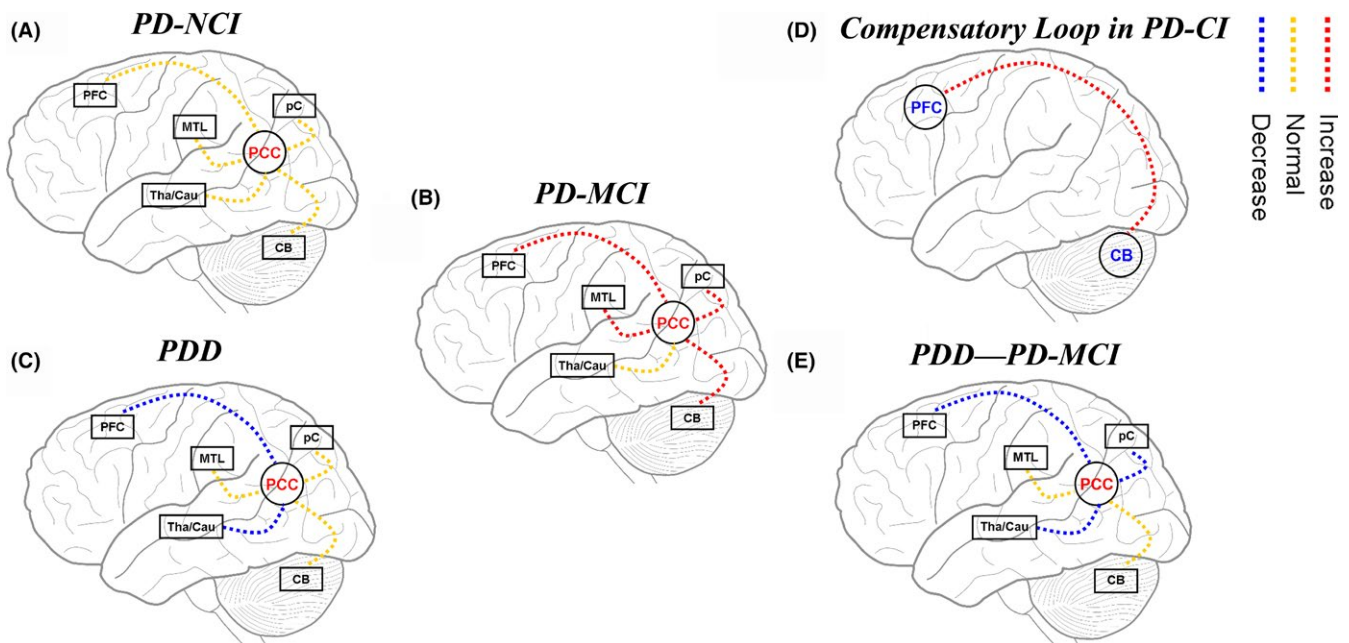 (A) PD-NCI
PFC
MTL
pC
PCC
Tha/Cau
CB
(B) PD-MCI
PFC
MTL
pC
PCC
Tha/Cau
CB
(C) PDD
PFC
MTL
pC
PCC
Tha/Cau
CB
(D) Compensatory Loop in PD-CI
PFC
CB
Increase
Normal
Decrease
(E) PDD—PD-MCI
PFC
MTL
pC
PCC
Tha/Cau
CB